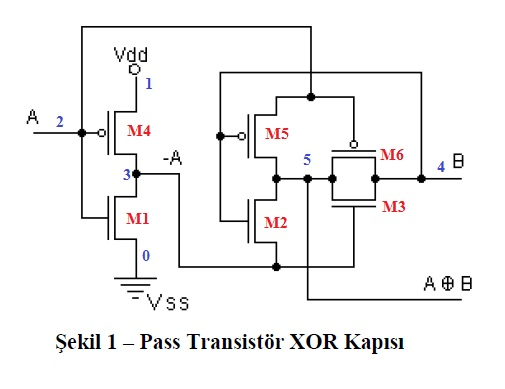 Vdd
1
A
2
M4
M5
-A
5
M6
4
B
3
M1
M2
M3
0
Vss
A ⊕ B
Şekil 1 – Pass Transistör XOR Kapısı